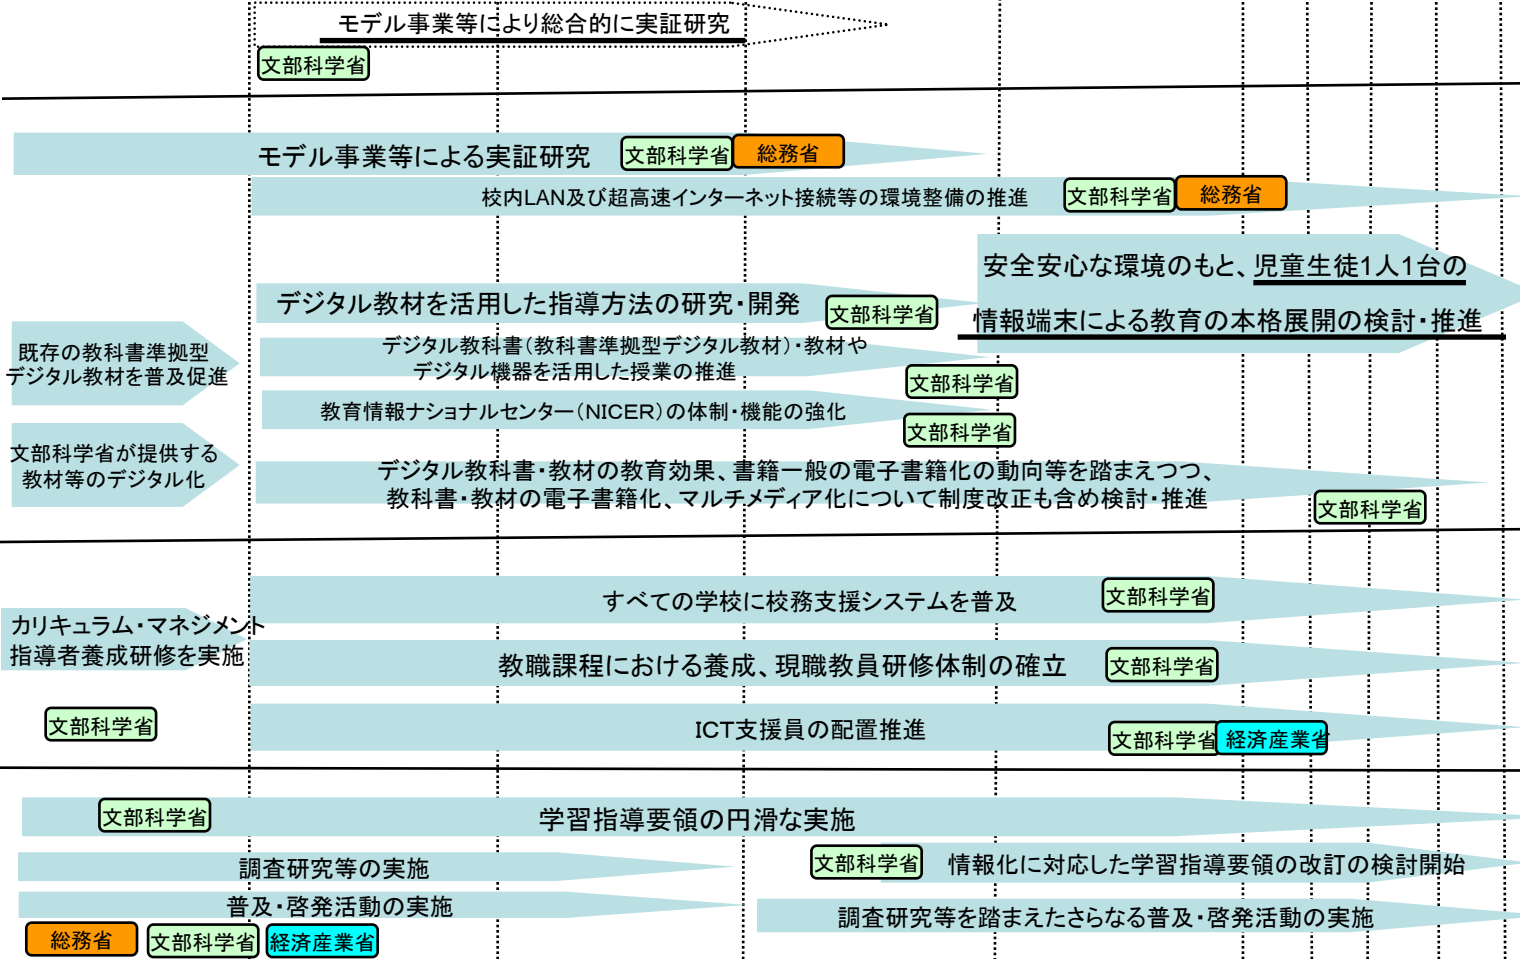 モデル事業等により総合的に実証研究
文部科学省
モデル事業等による実証研究
文部科学省
総務省
校内LAN及び超高速インターネット接続等の環境整備の推進
文部科学省
総務省
安全安心な環境のもと、児童生徒1人1台の
情報端末による教育の本格展開の検討・推進
デジタル教材を活用した指導方法の研究・開発
文部科学省
既存の教科書準拠型
デジタル教材を普及促進
デジタル教科書(教科書準拠型デジタル教材)・教材や
デジタル機器を活用した授業の推進
文部科学省
教育情報ナショナルセンター(NICER)の体制・機能の強化
文部科学省
文部科学省が提供する
教材等のデジタル化
デジタル教科書・教材の教育効果、書籍一般の電子書籍化の動向等を踏まえつつ、
教科書・教材の電子書籍化、マルチメディア化について制度改正も含め検討・推進
文部科学省
すべての学校に校務支援システムを普及
文部科学省
カリキュラム・マネジメント
指導者養成研修を実施
教職課程における養成、現職教員研修体制の確立
文部科学省
文部科学省
ICT支援員の配置推進
文部科学省
経済産業省
文部科学省
学習指導要領の円滑な実施
調査研究等の実施
文部科学省
情報化に対応した学習指導要領の改訂の検討開始
普及・啓発活動の実施
調査研究等を踏まえたさらなる普及・啓発活動の実施
総務省
文部科学省
経済産業省